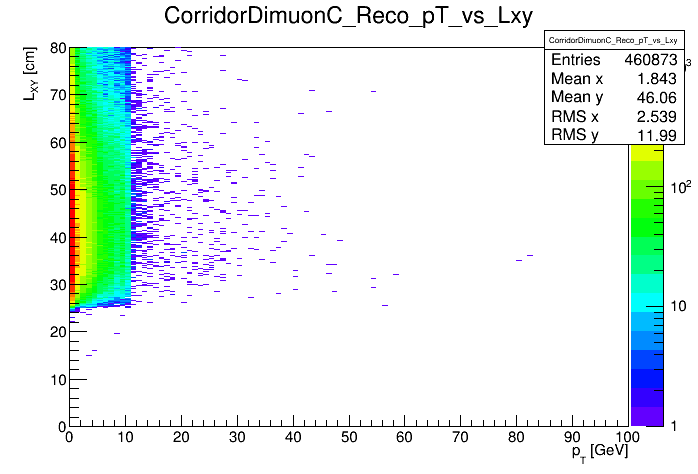 CorridorDimuonC_Reco_pT_vs_Lxy
CorridorDimuonC_Reco_pT_vs_Lxy
Entries 460873
Mean x 1.843
Mean y 46.06
RMS x 2.539
RMS y 11.99
L_XY [cm]
80
70
60
50
40
30
20
10
0
0 10 20 30 40 50 60 70 80 90 100
p_T [GeV]
3
10²
10
1